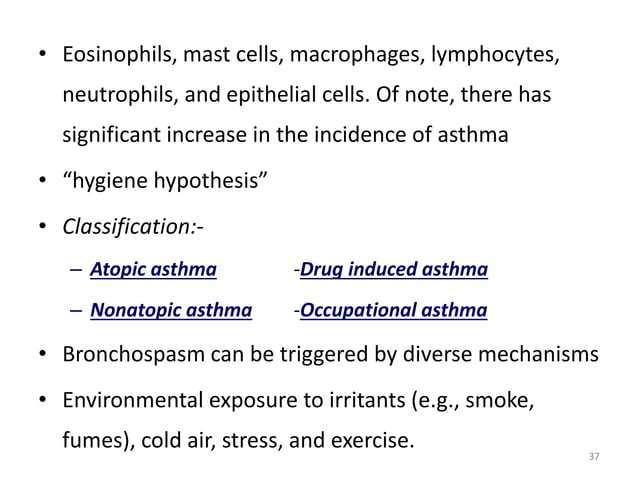 • Eosinophils, mast cells, macrophages, lymphocytes,
neutrophils, and epithelial cells. Of note, there has
significant increase in the incidence of asthma
• “hygiene hypothesis”
• Classification:-
– Atopic asthma -Drug induced asthma
– Nonatopic asthma -Occupational asthma
• Bronchospasm can be triggered by diverse mechanisms
• Environmental exposure to irritants (e.g., smoke,
fumes), cold air, stress, and exercise.
37